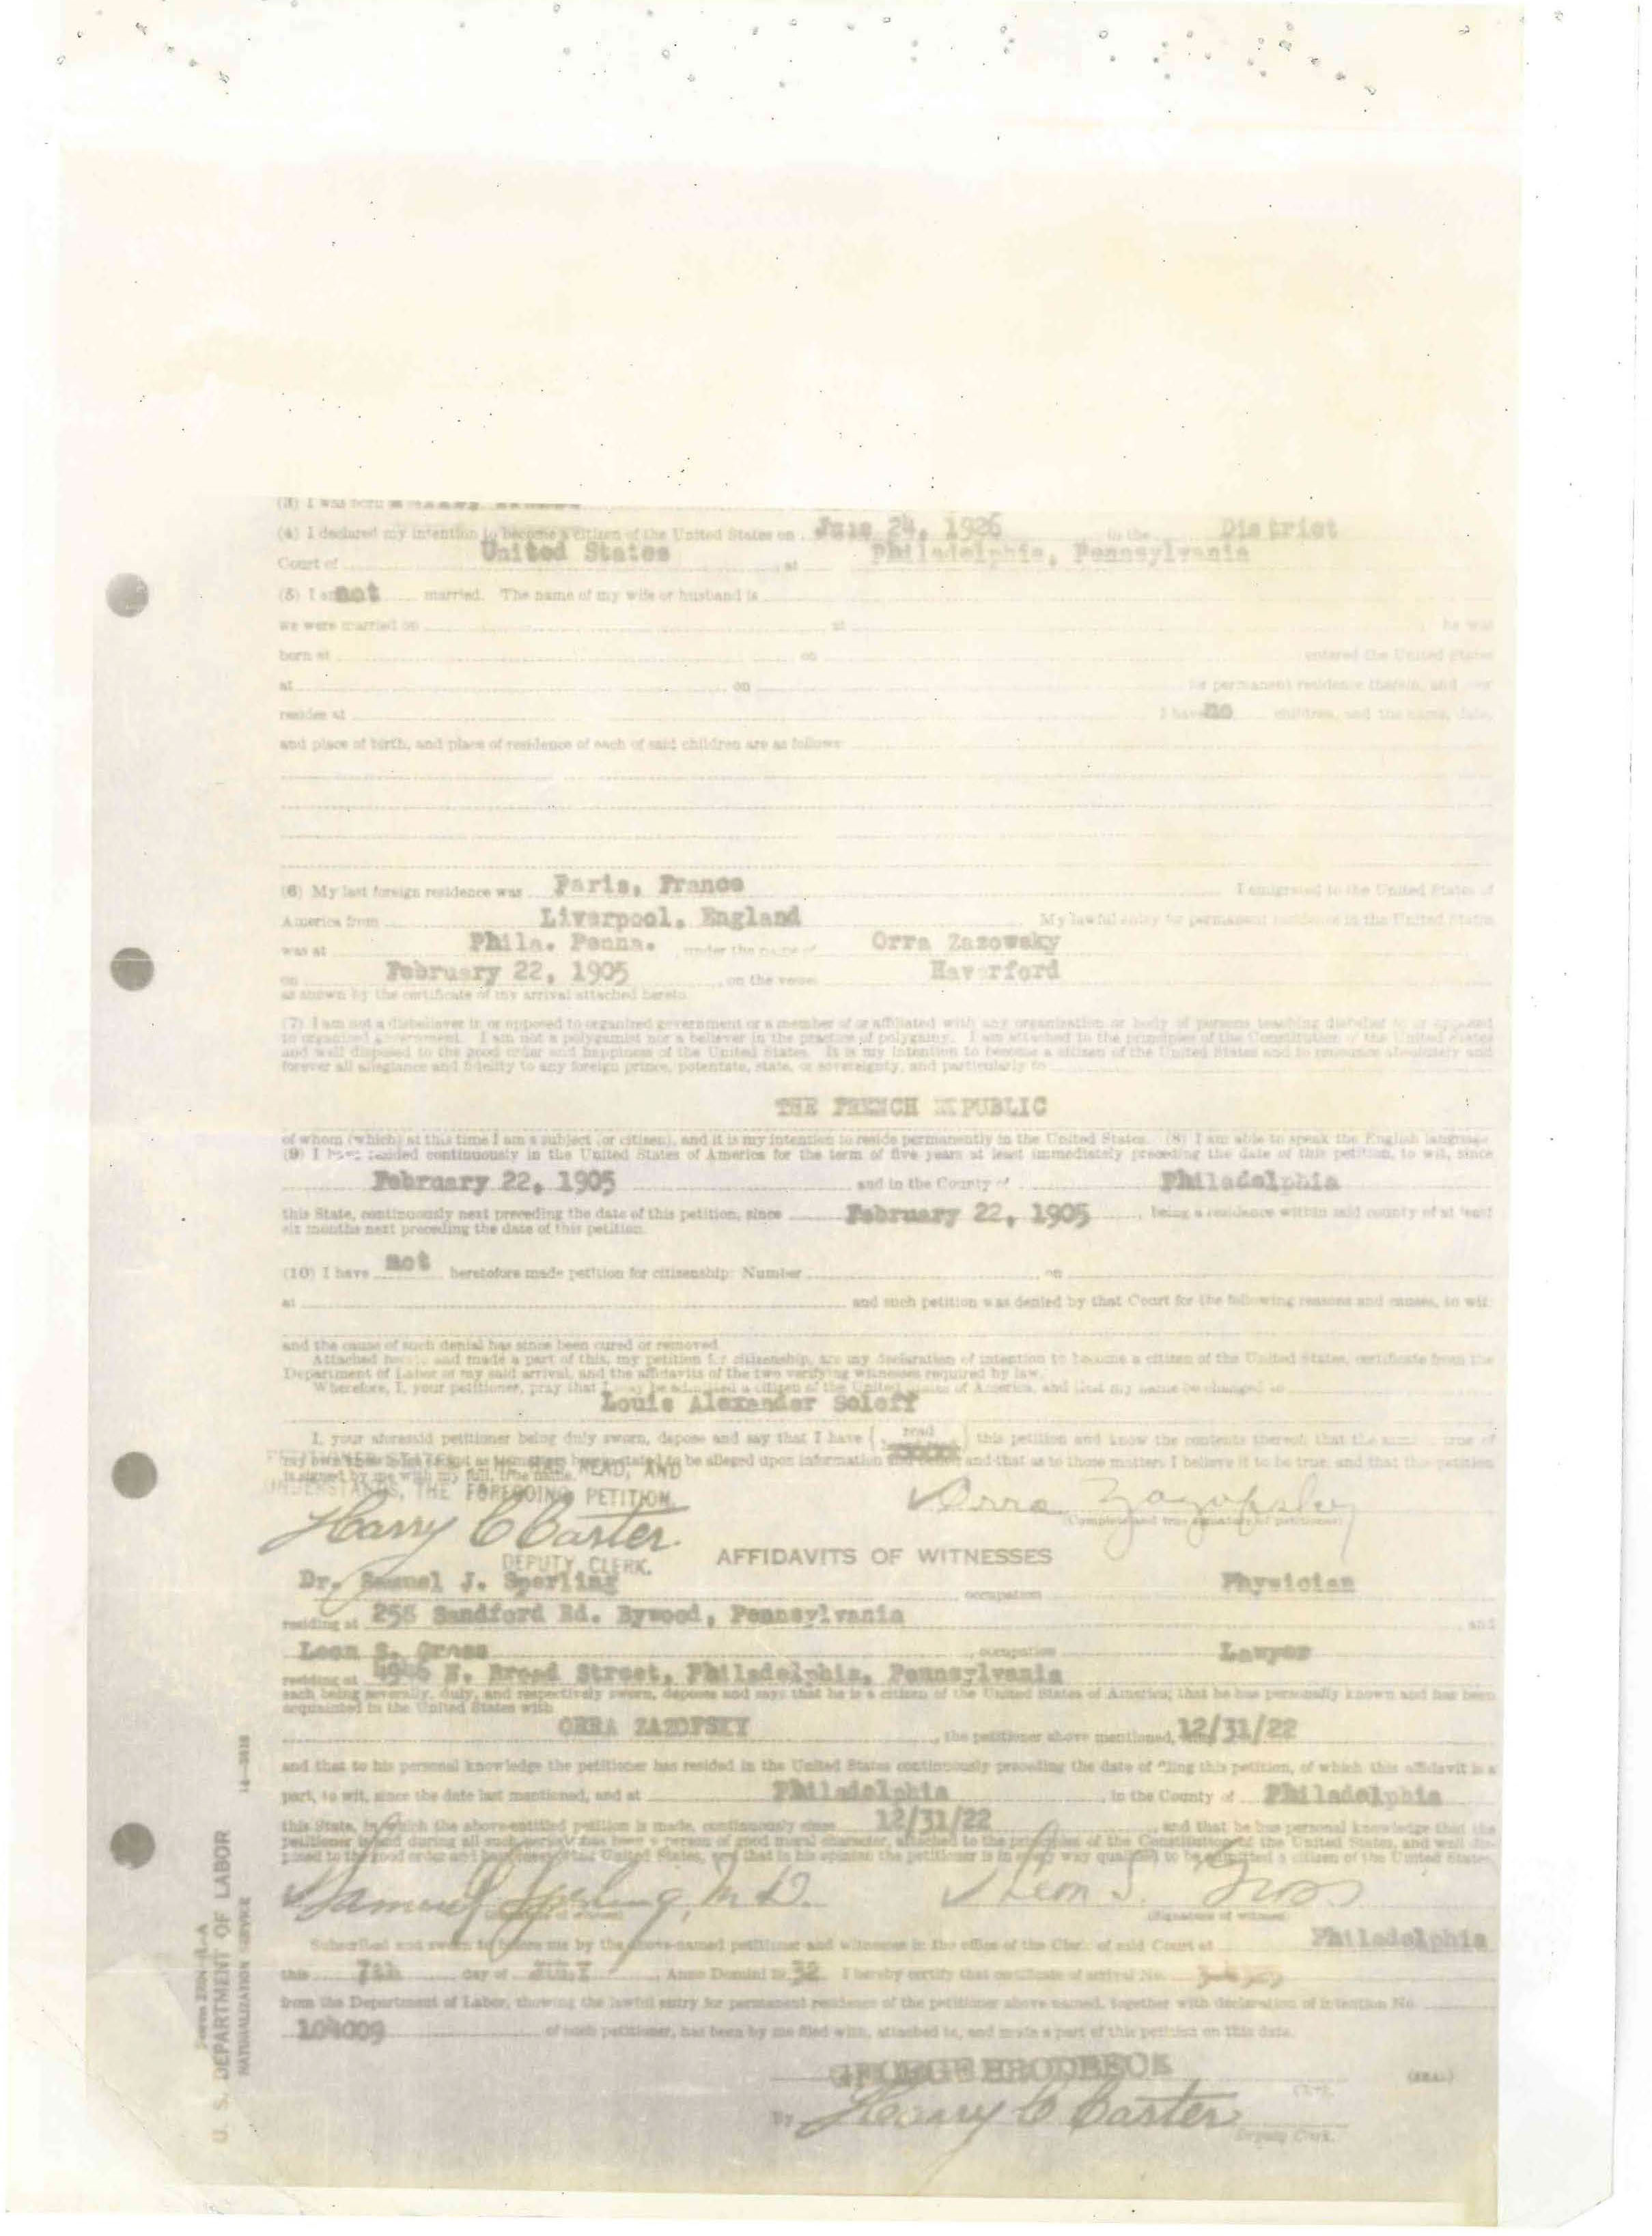 (3) I was born
(4) I declared my intention to become a citizen of the United States on June 24, 1926 in the District
Court of United States at Philadelphia, Pennsylvania
(5) I am not married. The name of my wife or husband is
we were married on at he was
born at on entered the United States
at on for permanent residence therein, and
resides at I have no children, and the name, date,
and place of birth, and place of residence of each of said children are as follows:
(6) My last foreign residence was Paris, France I emigrated to the United States of
America from Liverpool, England My lawful entry for permanent residence in the United States
was at Phila. Penna. under the name of Orra Zazowsky
on February 22, 1905 on the vessel Haverford
as shown by the certificate of my arrival attached hereto.
(7) I am not a disbeliever in or opposed to organized government or a member of or affiliated with any organization or body of persons teaching disbelief in or opposed
to organized government. I am not a polygamist nor a believer in the practice of polygamy. I am attached to the principles of the Constitution of the United States
and well disposed to the good order and happiness of the United States. It is my intention to become a citizen of the United States and to renounce absolutely and
forever all allegiance and fidelity to any foreign prince, potentate, state, or sovereignty, and particularly to
THE FRENCH REPUBLIC
of whom (which) at this time I am a subject (or citizen), and it is my intention to reside permanently in the United States. (8) I am able to speak the English language.
(9) I have resided continuously in the United States of America for the term of five years at least immediately preceding the date of this petition, to wit, since
February 22, 1905 and in the County of Philadelphia
this State, continuously next preceding the date of this petition, since February 22, 1905, being a residence within said county of at least
six months next preceding the date of this petition.
(10) I have not heretofore made petition for citizenship: Number on
at and such petition was denied by that Court for the following reasons and causes, to wit:
and the cause of such denial has since been cured or removed.
Attached hereto and made a part of this, my petition for citizenship, are my declaration of intention to become a citizen of the United States, certificate from the
Department of Labor of my said arrival, and the affidavits of the two verifying witnesses required by law.
Wherefore, I, your petitioner, pray that I may be admitted a citizen of the United States of America, and that my name be changed to
Louis Alexander Soloff
I, your aforesaid petitioner being duly sworn, depose and say that I have (read) this petition and know the contents thereof; that the same is true of
be alleged upon information and belief and that as to those matters I believe it to be true, and that this petition
is signed by me with my full, true name.
HAS READ, AND
UNDERSTANDS, THE FOREGOING PETITION.
Harry C Carter
DEPUTY CLERK.
Orra Zazofsky
(Complete and true signature of petitioner)
AFFIDAVITS OF WITNESSES
Dr. Samuel J. Sperling occupation Physician
residing at Sandford Rd. Bywood, Pennsylvania and
Leon S. Gross, occupation Lawyer
residing at N. Broad Street, Philadelphia, Pennsylvania
each being severally, duly, and respectively sworn, deposes and says that he is a citizen of the United States of America; that he has personally known and has been
acquainted in the United States with
ORRA ZAZOFSKY, the petitioner above mentioned, since 12/31/22
and that to his personal knowledge the petitioner has resided in the United States continuously preceding the date of filing this petition, of which this affidavit is a
part, to wit, since the date last mentioned, and at Philadelphia, in the County of Philadelphia
this State, in which the above-entitled petition is made, continuously since 12/31/22, and that he has personal knowledge that the
petitioner is and during all such periods has been a person of good moral character, attached to the principles of the Constitution of the United States, and well dis-
posed to the good order and happiness of the United States, and that in his opinion the petitioner is in every way qualified to be admitted a citizen of the United States.
Samuel J Sperling, M.D. Leon S. Gross
(Signature of witness) (Signature of witness)
Subscribed and sworn to before me by the above-named petitioner and witnesses in the office of the Clerk of said Court at Philadelphia
this 7th day of JULY, Anno Domini 1932 I hereby certify that certificate of arrival No.
from the Department of Labor, showing the lawful entry for permanent residence of the petitioner above named, together with declaration of intention No.
104009 of such petitioner, has been by me filed with, attached to, and made a part of this petition on this date.
GEORGE BRODBECK
(SEAL)
By Harry C Carter
Deputy Clerk.
U. S. DEPARTMENT OF LABOR
NATURALIZATION SERVICE